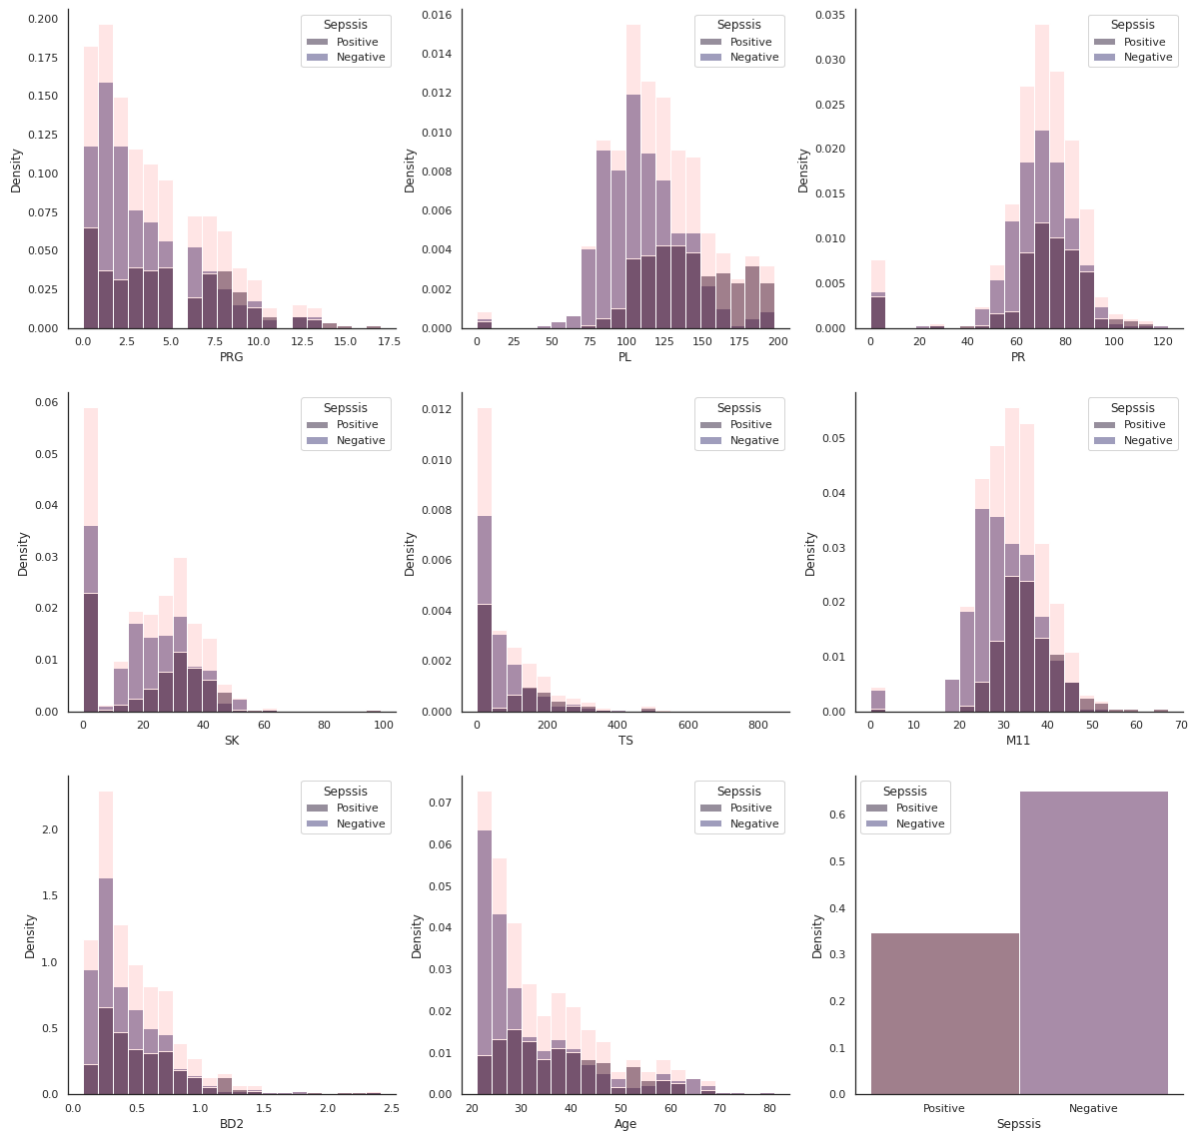 Sepssis
Positive
Negative
Density
0.200
0.175
0.150
0.125
0.100
0.075
0.050
0.025
0.000
0.0 2.5 5.0 7.5 10.0 12.5 15.0 17.5
PRG
Sepssis
Positive
Negative
Density
0.016
0.014
0.012
0.010
0.008
0.006
0.004
0.002
0.000
0 25 50 75 100 125 150 175 200
PL
Sepssis
Positive
Negative
Density
0.035
0.030
0.025
0.020
0.015
0.010
0.005
0.000
0 20 40 60 80 100 120
PR
Sepssis
Positive
Negative
Density
0.06
0.05
0.04
0.03
0.02
0.01
0.00
0 20 40 60 80 100
SK
Sepssis
Positive
Negative
Density
0.012
0.010
0.008
0.006
0.004
0.002
0.000
0 200 400 600 800
TS
Sepssis
Positive
Negative
Density
0.05
0.04
0.03
0.02
0.01
0.00
0 10 20 30 40 50 60 70
M11
Sepssis
Positive
Negative
Density
2.0
1.5
1.0
0.5
0.0
0.0 0.5 1.0 1.5 2.0 2.5
BD2
Sepssis
Positive
Negative
Density
0.07
0.06
0.05
0.04
0.03
0.02
0.01
0.00
20 30 40 50 60 70 80
Age
Sepssis
Positive
Negative
Density
0.6
0.5
0.4
0.3
0.2
0.1
0.0
Positive Negative
Sepssis